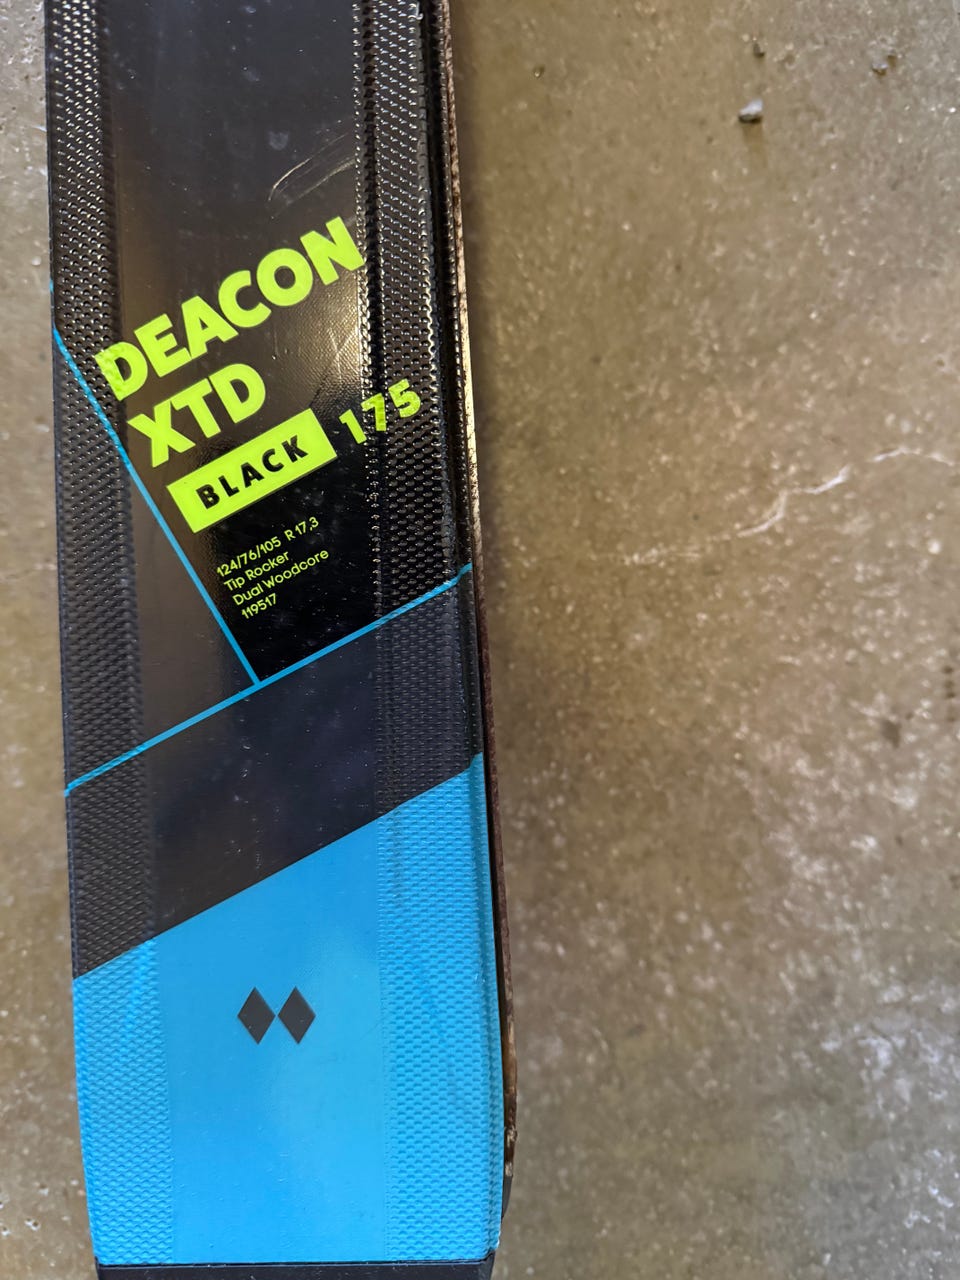 DEACON
XTD
BLACK 175
124/76/105 R 17,3
Tip Rocker
Dual Woodcore
119517